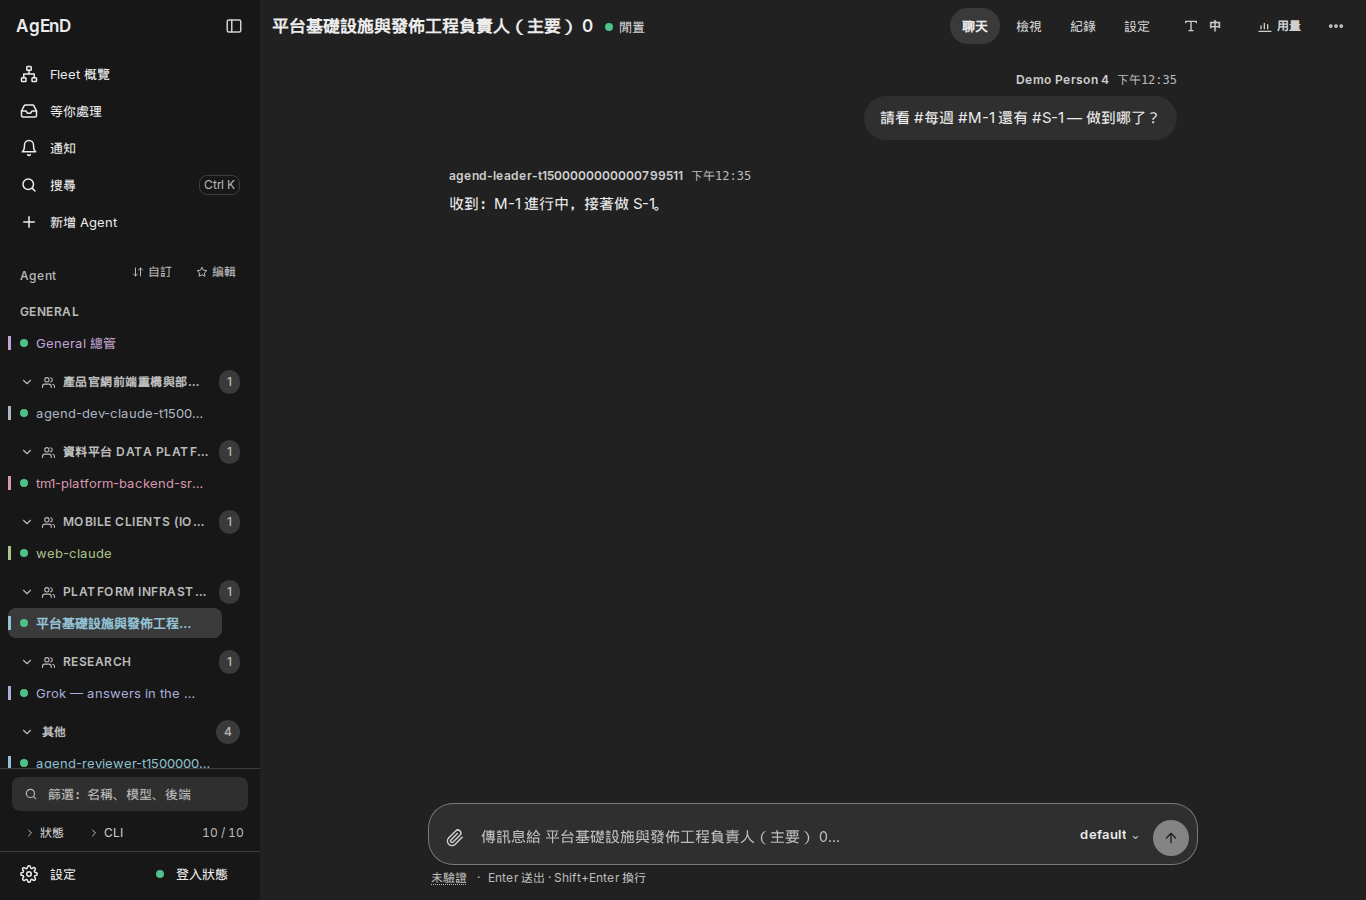 AgEnD
Fleet 概覽
等你處理
通知
搜尋 Ctrl K
新增 Agent
Agent 自訂 編輯
GENERAL
General 總管
產品官網前端重構與部... 1
agend-dev-claude-t1500...
資料平台 DATA PLATF... 1
tm1-platform-backend-sr...
MOBILE CLIENTS (IO... 1
web-claude
PLATFORM INFRAST... 1
平台基礎設施與發佈工程...
RESEARCH 1
Grok — answers in the ...
其他 4
agend-reviewer-t1500000...
篩選：名稱、模型、後端
狀態 CLI 10 / 10
設定 登入狀態
平台基礎設施與發佈工程負責人（主要）0 閒置
聊天 檢視 紀錄 設定 中 用量
Demo Person 4 下午12:35
請看 #每週 #M-1 還有 #S-1 — 做到哪了？
agend-leader-t1500000000000799511 下午12:35
收到：M-1 進行中，接著做 S-1。
傳訊息給 平台基礎設施與發佈工程負責人（主要）0... default
未驗證 · Enter 送出 · Shift+Enter 換行